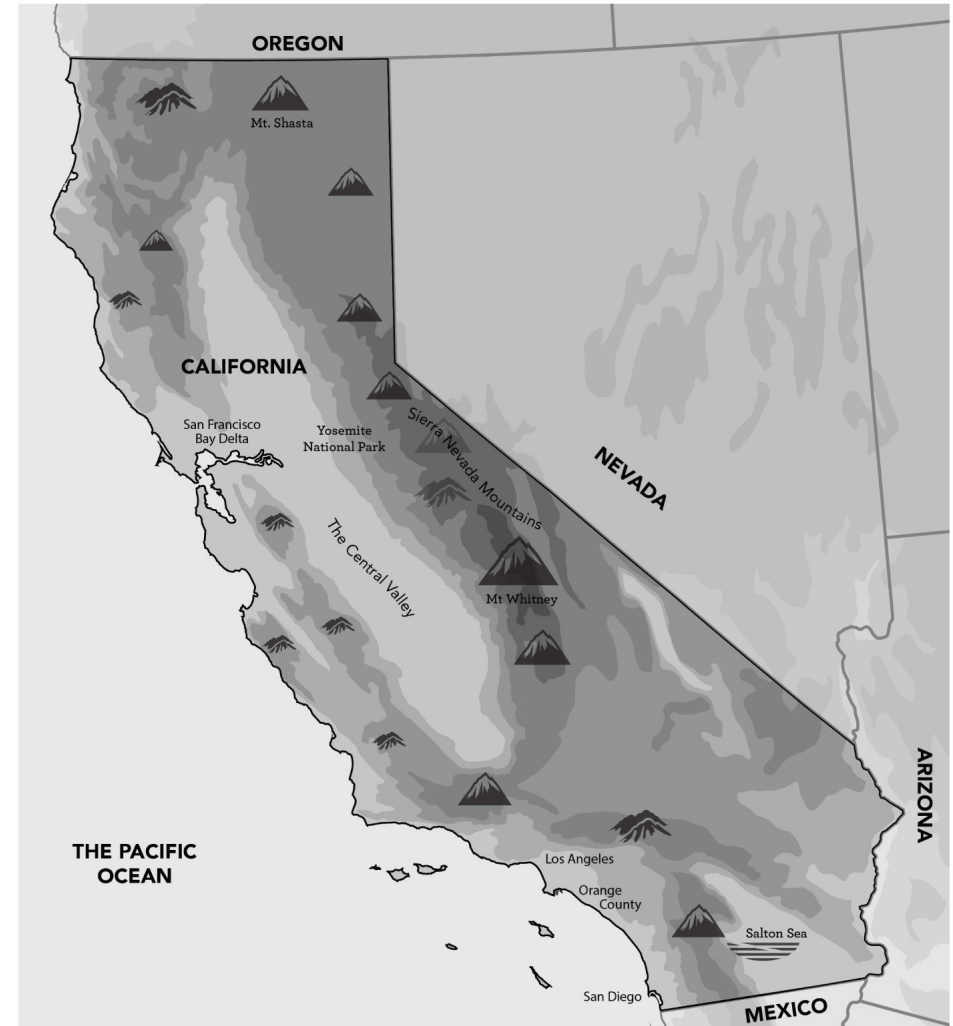 OREGON
Mt. Shasta
CALIFORNIA
San Francisco
Bay Delta
Yosemite
National Park
Sierra Nevada Mountains
NEVADA
The Central Valley
Mt Whitney
ARIZONA
THE PACIFIC
OCEAN
Los Angeles
Orange
County
Salton Sea
San Diego
MEXICO